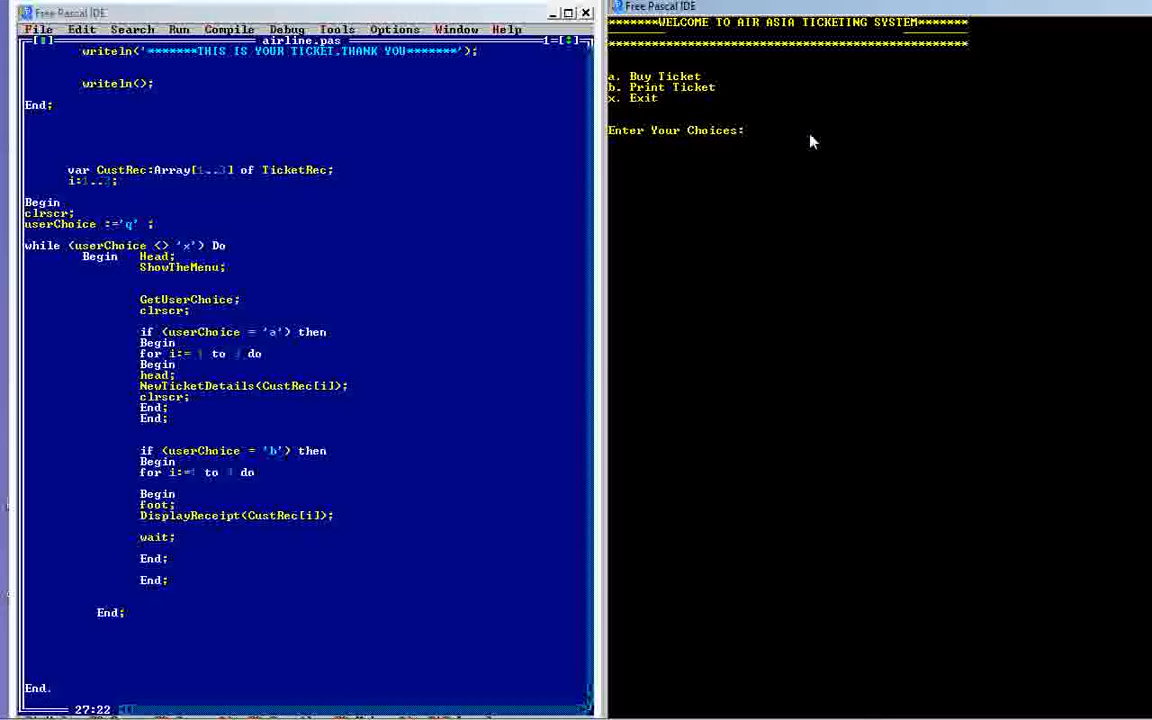 Free Pascal IDE
File Edit Search Run Compile Debug Tools Options Window Help
airline.pas
writeln('*******THIS IS YOUR TICKET.THANK YOU*******');
writeln();
End;
var CustRec:Array[1..3] of TicketRec;
i:1..3;
Begin
clrscr;
userChoice :='q' ;
while (userChoice <> 'x') Do
Begin Head;
ShowTheMenu;
GetUserChoice;
clrscr;
if (userChoice = 'a') then
Begin
for i:= to do
Begin
head;
NewTicketDetails(CustRec[i]);
clrscr;
End;
End;
if (userChoice = 'b') then
Begin
for i:= to do
Begin
foot;
DisplayReceipt(CustRec[i]);
wait;
End;
End;
End;
End.
27:22
Free Pascal IDE
*******WELCOME TO AIR ASIA TICKETING SYSTEM*******
**************************************************
a. Buy Ticket
b. Print Ticket
x. Exit
Enter Your Choices: